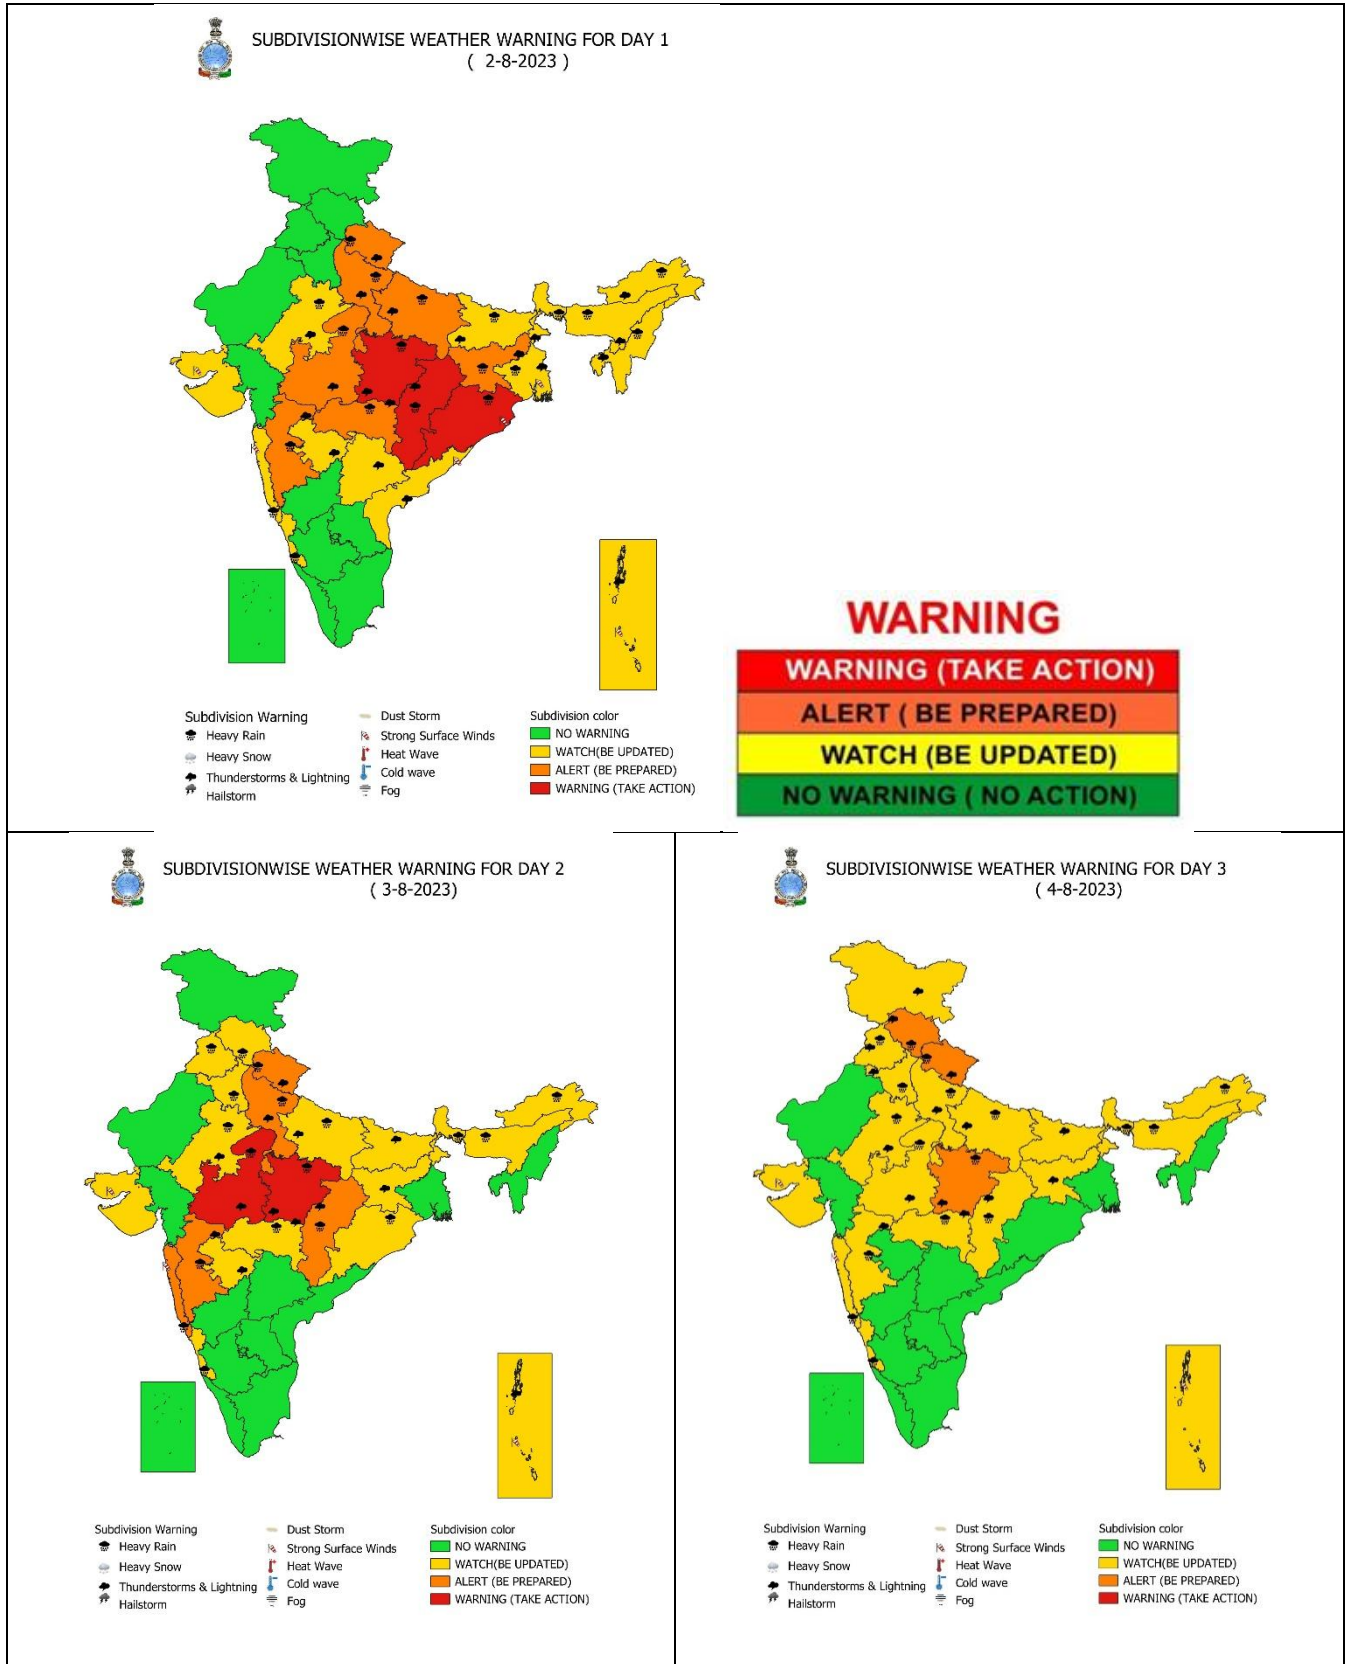 SUBDIVISIONWISE WEATHER WARNING FOR DAY 1
( 2-8-2023 )
Subdivision Warning
Heavy Rain
Heavy Snow
Thunderstorms & Lightning
Hailstorm
Dust Storm
Strong Surface Winds
Heat Wave
Cold wave
Fog
Subdivision color
NO WARNING
WATCH(BE UPDATED)
ALERT (BE PREPARED)
WARNING (TAKE ACTION)
WARNING
WARNING (TAKE ACTION)
ALERT ( BE PREPARED)
WATCH (BE UPDATED)
NO WARNING ( NO ACTION)
SUBDIVISIONWISE WEATHER WARNING FOR DAY 2
( 3-8-2023)
Subdivision Warning
Heavy Rain
Heavy Snow
Thunderstorms & Lightning
Hailstorm
Dust Storm
Strong Surface Winds
Heat Wave
Cold wave
Fog
Subdivision color
NO WARNING
WATCH(BE UPDATED)
ALERT (BE PREPARED)
WARNING (TAKE ACTION)
SUBDIVISIONWISE WEATHER WARNING FOR DAY 3
( 4-8-2023)
Subdivision Warning
Heavy Rain
Heavy Snow
Thunderstorms & Lightning
Hailstorm
Dust Storm
Strong Surface Winds
Heat Wave
Cold wave
Fog
Subdivision color
NO WARNING
WATCH(BE UPDATED)
ALERT (BE PREPARED)
WARNING (TAKE ACTION)